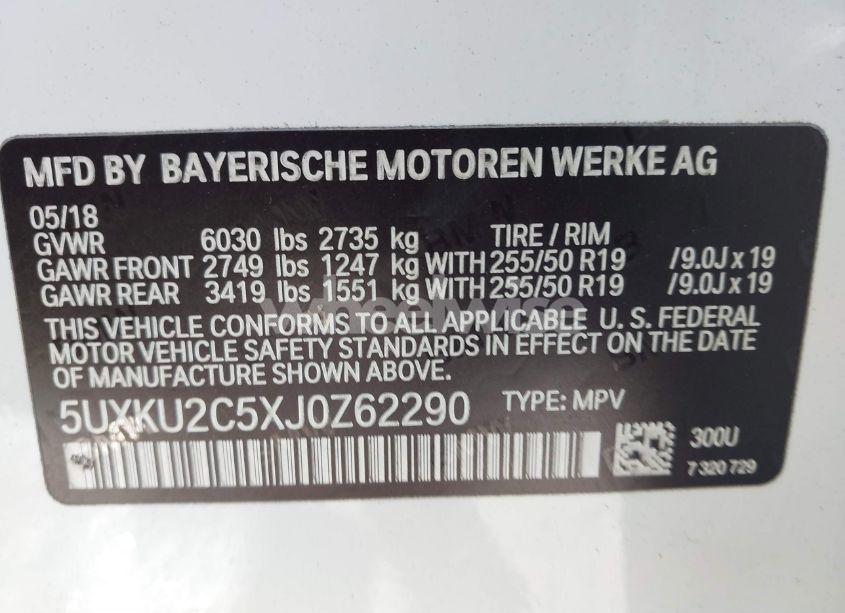 MFD BY BAYERISCHE MOTOREN WERKE AG
05/18
GVWR 6030 lbs 2735 kg TIRE / RIM
GAWR FRONT 2749 lbs 1247 kg WITH 255/50 R19 /9.0J x 19
GAWR REAR 3419 lbs 1551 kg WITH 255/50 R19 /9.0J x 19
THIS VEHICLE CONFORMS TO ALL APPLICABLE U. S. FEDERAL
MOTOR VEHICLE SAFETY STANDARDS IN EFFECT ON THE DATE
OF MANUFACTURE SHOWN ABOVE.
5UXKU2C5XJ0Z62290 TYPE: MPV
300U
7 320 729